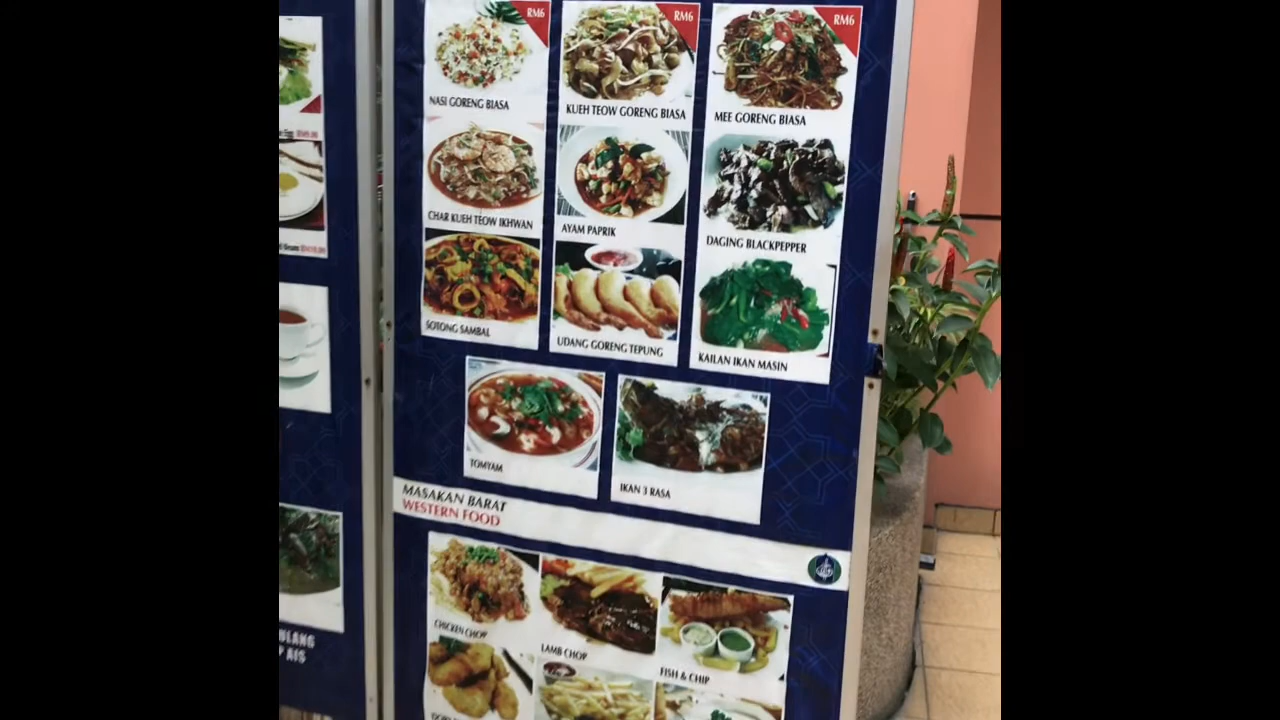 RM6
RM6
RM6
NASI GORENG BIASA
KUEH TEOW GORENG BIASA
MEE GORENG BIASA
CHAR KUEH TEOW IKHWAN
AYAM PAPRIK
DAGING BLACKPEPPER
SOTONG SAMBAL
UDANG GORENG TEPUNG
KAILAN IKAN MASIN
TOMYAM
IKAN 3 RASA
MASAKAN BARAT
WESTERN FOOD
CHICKEN CHOP
LAMB CHOP
FISH & CHIP